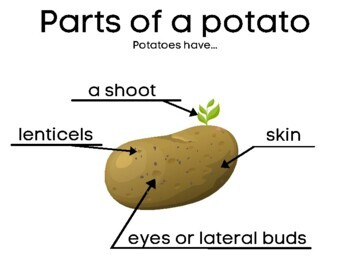 Parts of a potato
Potatoes have...
a shoot
lenticels
skin
eyes or lateral buds